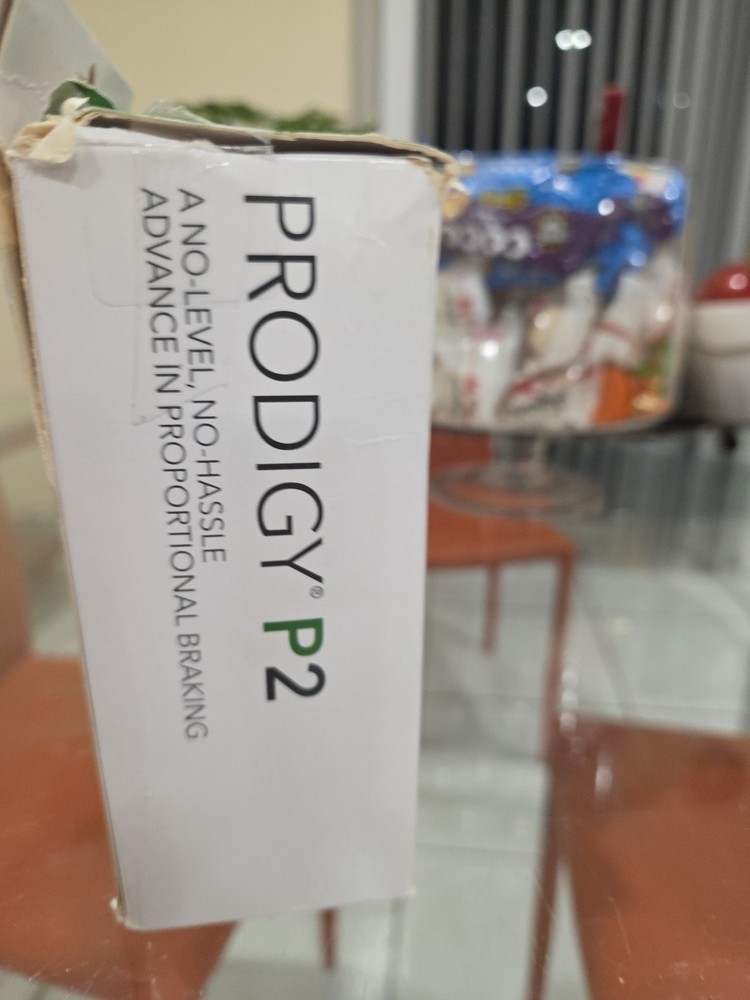 PRODIGY® P2
A NO-LEVEL, NO-HASSLE
ADVANCE IN PROPORTIONAL BRAKING